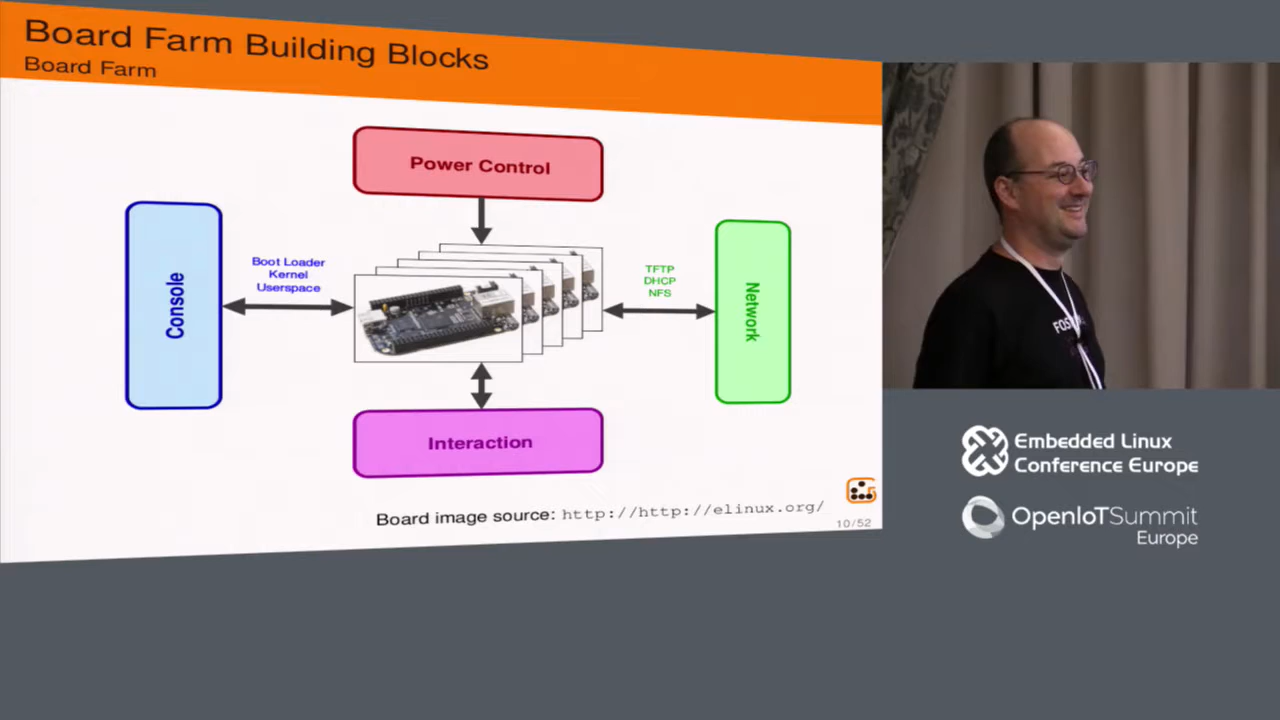 Board Farm Building Blocks
Board Farm
Power Control
Console
Boot Loader
Kernel
Userspace
TFTP
DHCP
NFS
Network
Interaction
Board image source: http://http://elinux.org/
10/52
Embedded Linux
Conference Europe
OpenIoTSummit
Europe